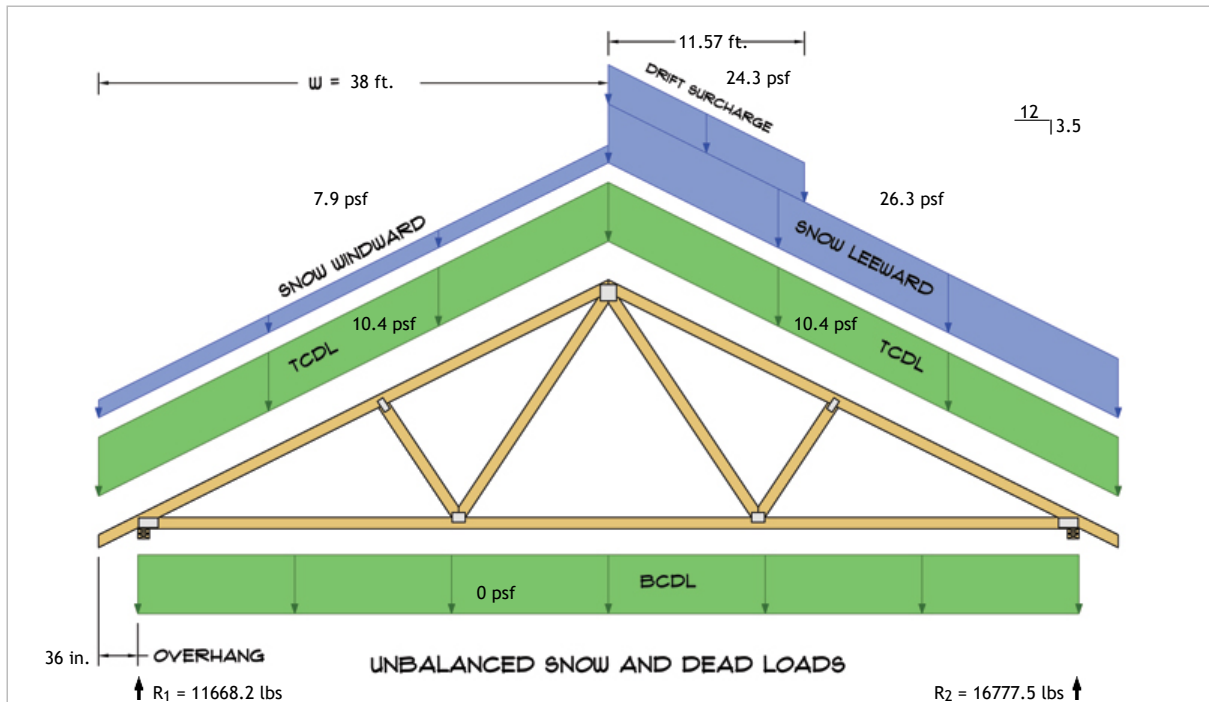 11.57 ft.
W = 38 ft.
24.3 psf
DRIFT SURCHARGE
12
3.5
7.9 psf
26.3 psf
SNOW WINDWARD
SNOW LEEWARD
10.4 psf
10.4 psf
TCDL
TCDL
BCDL
0 psf
36 in.
OVERHANG
UNBALANCED SNOW AND DEAD LOADS
R1 = 11668.2 lbs
R2 = 16777.5 lbs